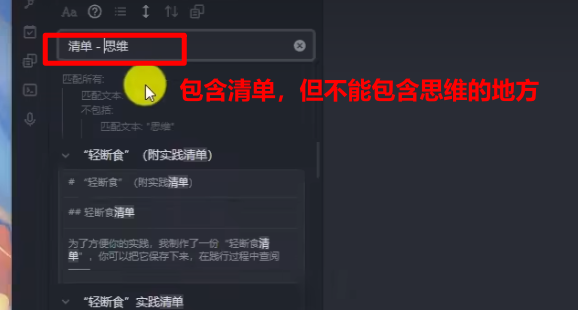 Aa
清单 -思维
匹配所有:
匹配文本:
不包括:
匹配文本: "思维"
包含清单，但不能包含思维的地方
“轻断食”（附实践清单）
# “轻断食”（附实践清单）
## 轻断食清单
为了方便你的实践，我制作了一份“轻断食清
单”，你可以把它保存下来，在践行过程中查阅
——
“轻断食”实践清单